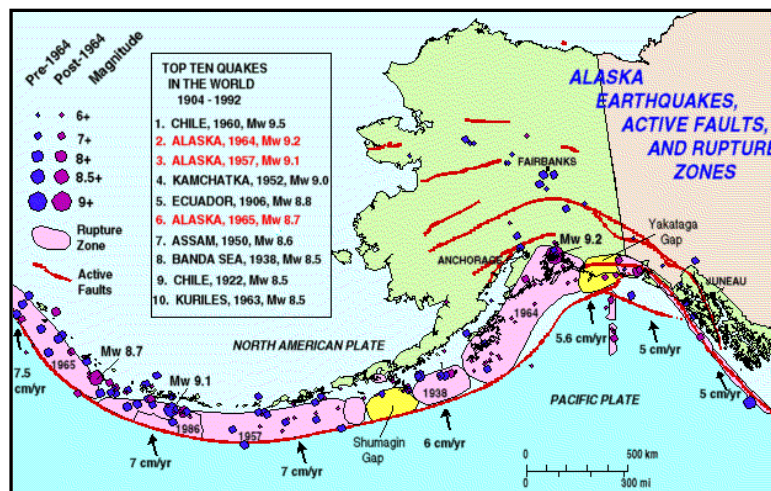 Pre-1964
Post-1964
Magnitude
6+
7+
8+
8.5+
9+
Rupture
Zone
Active
Faults
TOP TEN QUAKES
IN THE WORLD
1904 - 1992
1. CHILE, 1960, Mw 9.5
2. ALASKA, 1964, Mw 9.2
3. ALASKA, 1957, Mw 9.1
4. KAMCHATKA, 1952, Mw 9.0
5. ECUADOR, 1906, Mw 8.8
6. ALASKA, 1965, Mw 8.7
7. ASSAM, 1950, Mw 8.6
8. BANDA SEA, 1938, Mw 8.5
9. CHILE, 1922, Mw 8.5
10. KURILES, 1963, Mw 8.5
ALASKA
EARTHQUAKES,
ACTIVE FAULTS,
AND RUPTURE
ZONES
FAIRBANKS
Yakataga
Gap
Mw 9.2
ANCHORAGE
JUNEAU
1964
NORTH AMERICAN PLATE
5.6 cm/yr
5 cm/yr
5 cm/yr
PACIFIC PLATE
7.5
cm/yr
1965
Mw 8.7
Mw 9.1
1986
1957
1938
Shumagin
Gap
7 cm/yr
7 cm/yr
6 cm/yr
0
500 km
0
300 mi